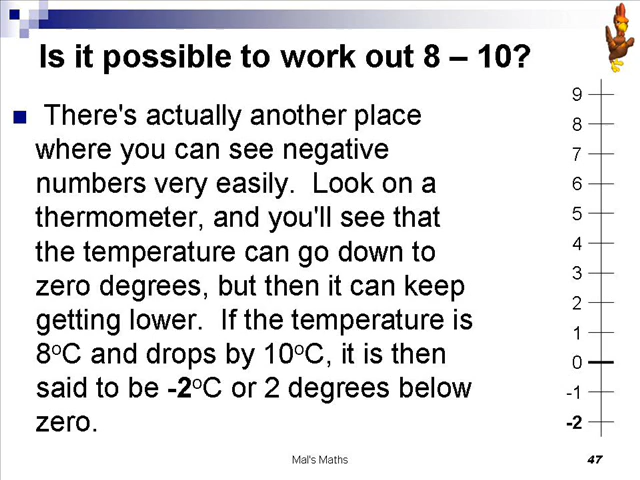 Is it possible to work out 8 – 10?
There's actually another place
where you can see negative
numbers very easily. Look on a
thermometer, and you'll see that
the temperature can go down to
zero degrees, but then it can keep
getting lower. If the temperature is
8ºC and drops by 10ºC, it is then
said to be -2ºC or 2 degrees below
zero.
9
8
7
6
5
4
3
2
1
0
-1
-2
Mal's Maths
47